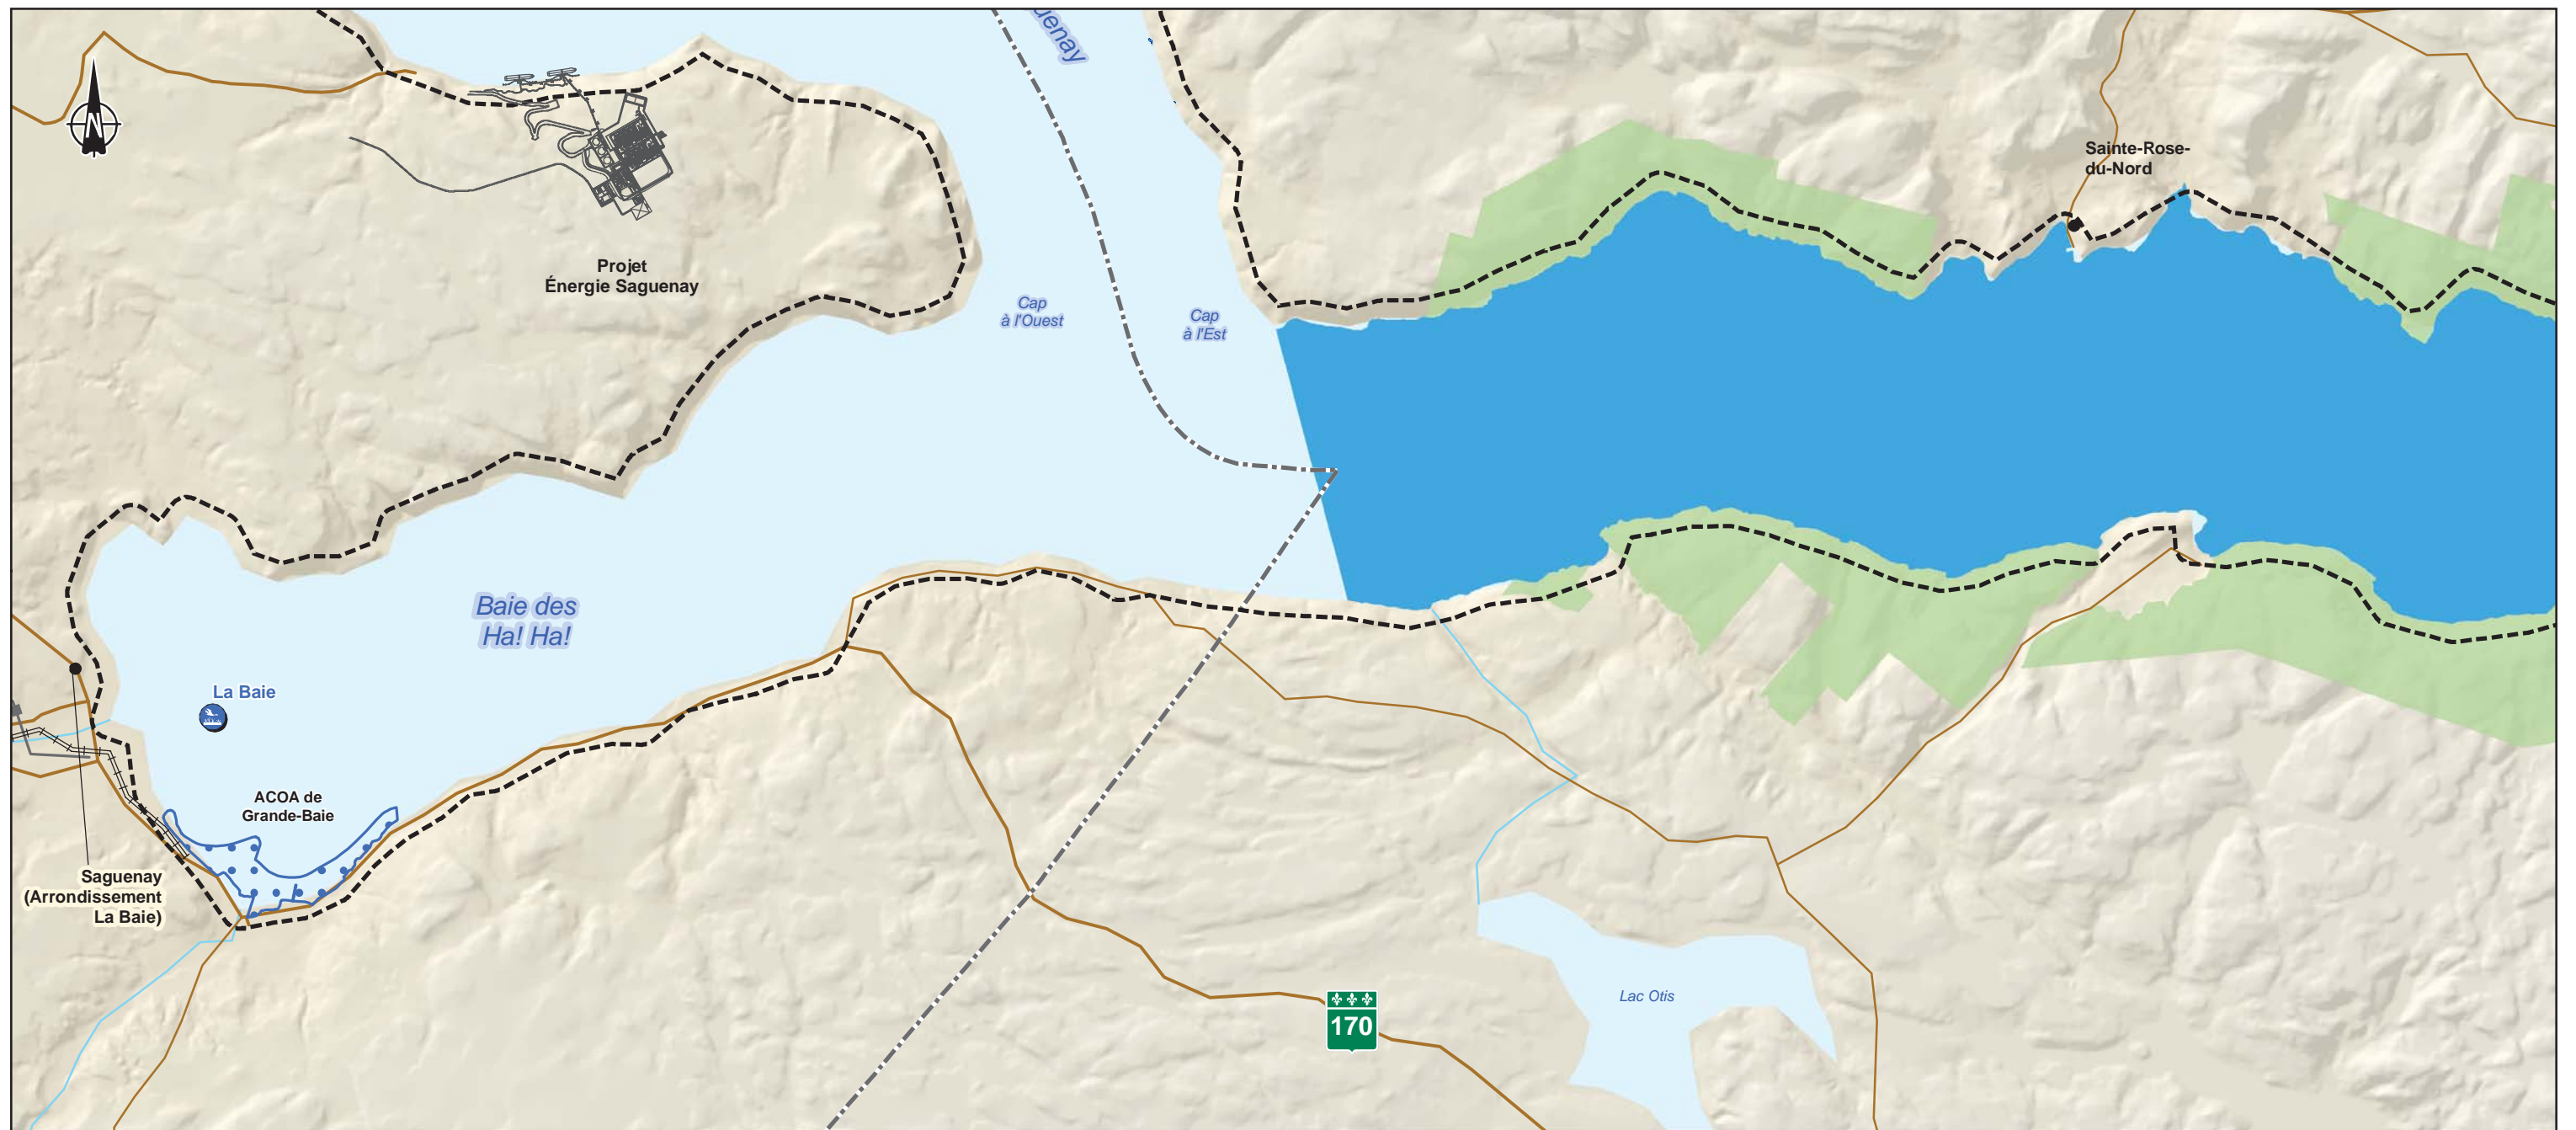 N
Sainte-Rose-
du-Nord
Projet
Énergie Saguenay
Cap
à l'Ouest
Cap
à l'Est
Baie des
Ha! Ha!
La Baie
ACOA de
Grande-Baie
Saguenay
(Arrondissement
La Baie)
Lac Otis
170